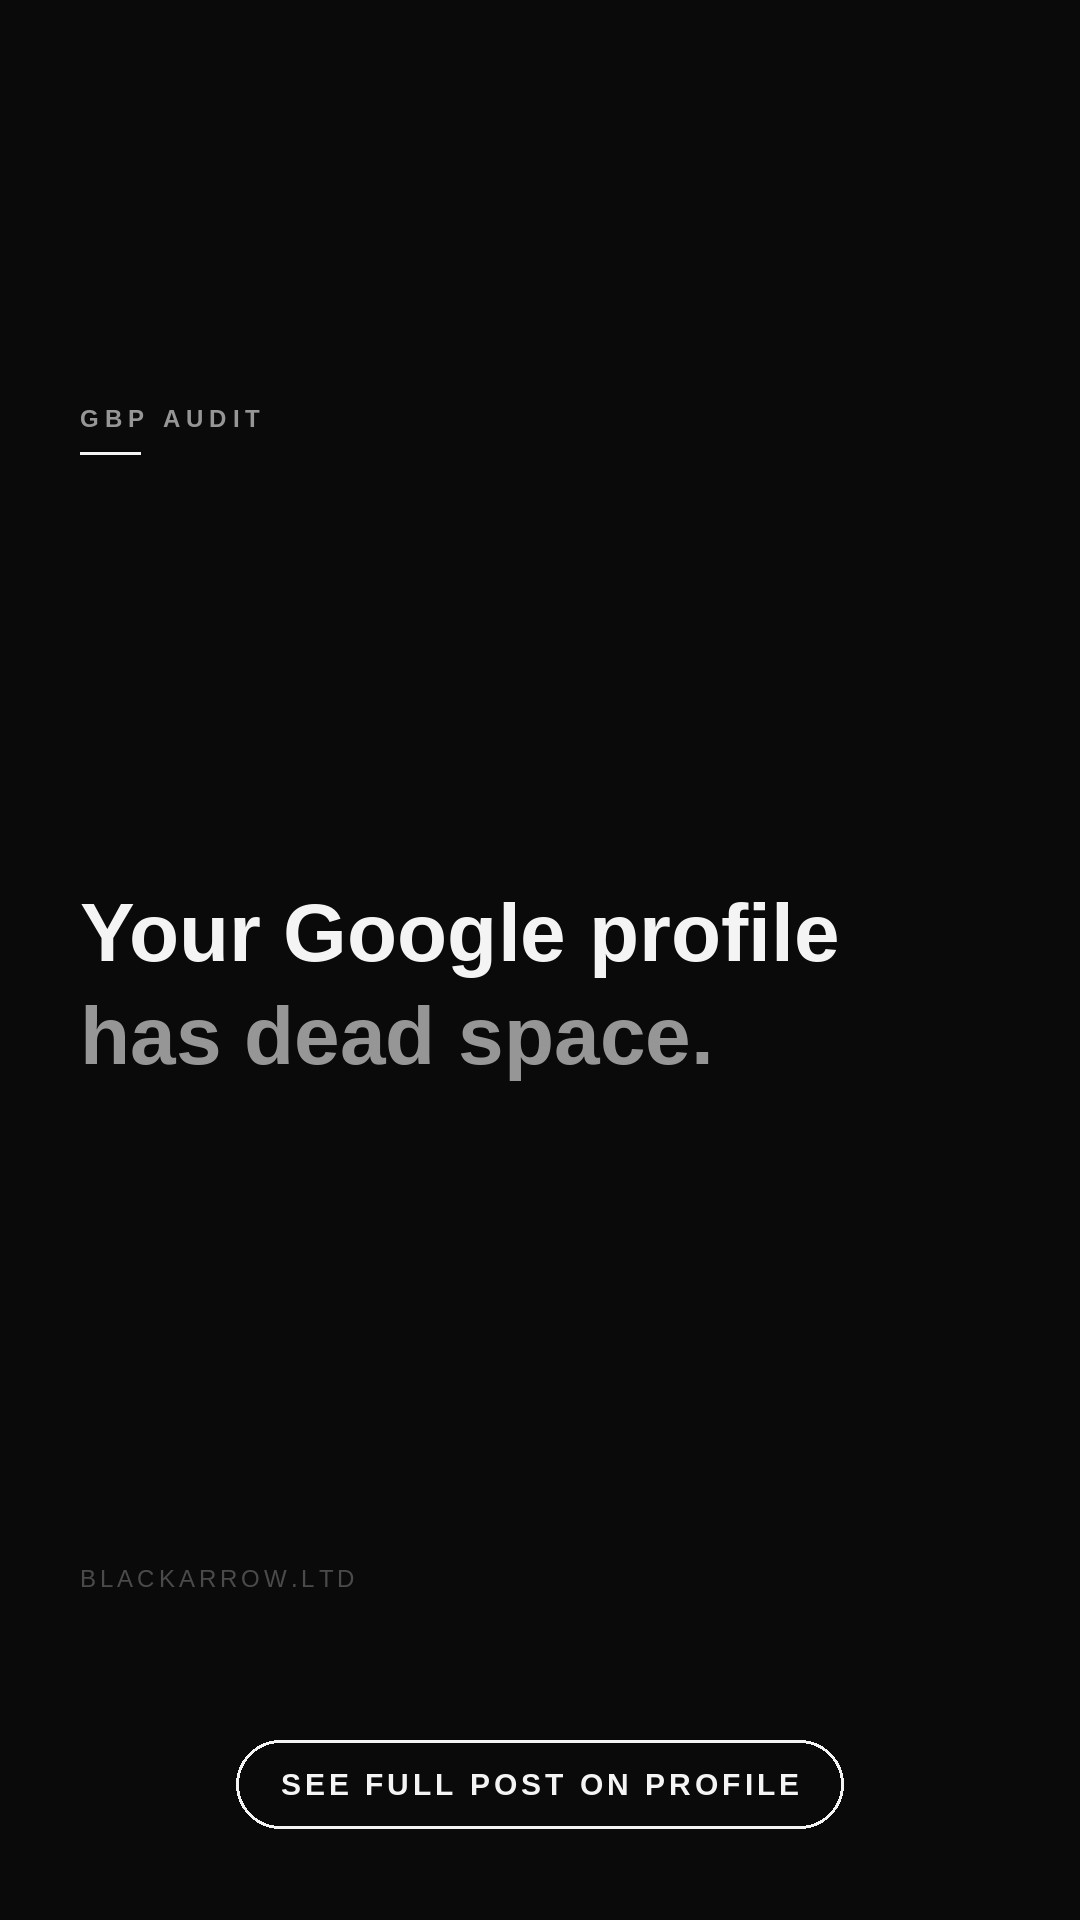 GBP AUDIT
Your Google profile
has dead space.
BLACKARROW.LTD
SEE FULL POST ON PROFILE